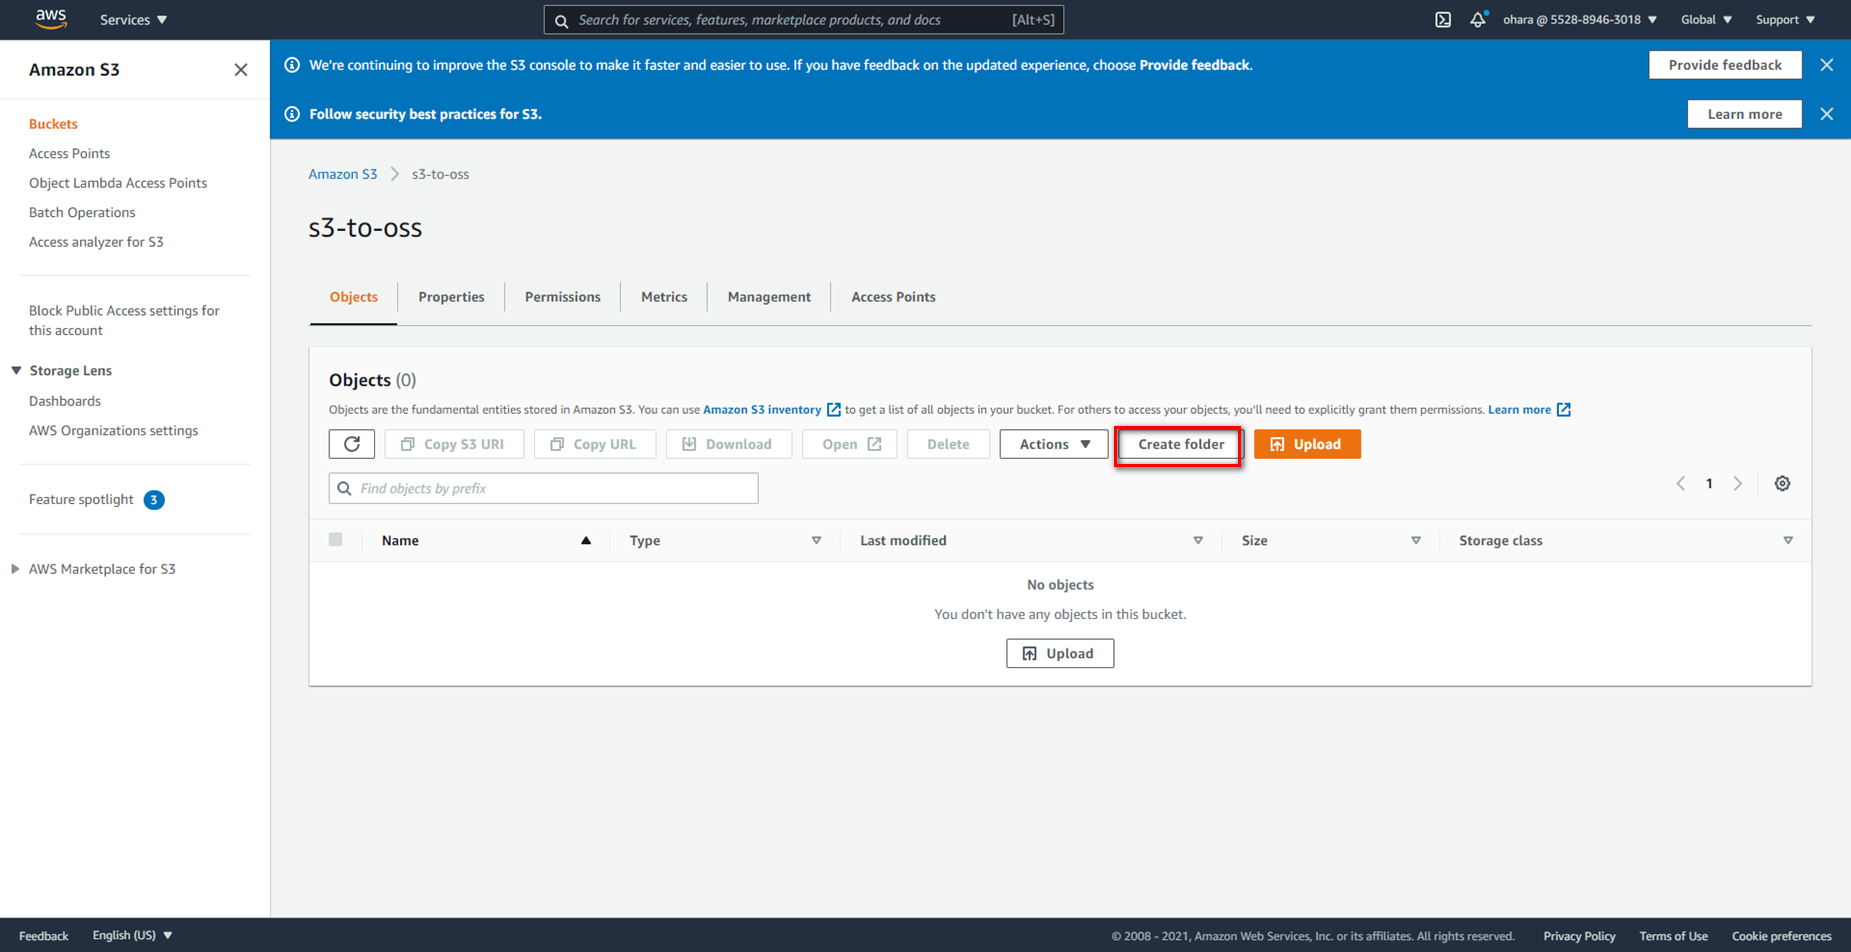 aws
Services ▼
Search for services, features, marketplace products, and docs
[Alt+S]
ohara @ 5528-8946-3018 ▼
Global ▼
Support ▼
Amazon S3
We're continuing to improve the S3 console to make it faster and easier to use. If you have feedback on the updated experience, choose Provide feedback.
Provide feedback
Follow security best practices for S3.
Learn more
Buckets
Access Points
Object Lambda Access Points
Batch Operations
Access analyzer for S3
Block Public Access settings for
this account
Storage Lens
Dashboards
AWS Organizations settings
Feature spotlight 3
AWS Marketplace for S3
Amazon S3 > s3-to-oss
s3-to-oss
Objects
Properties
Permissions
Metrics
Management
Access Points
Objects (0)
Objects are the fundamental entities stored in Amazon S3. You can use Amazon S3 inventory to get a list of all objects in your bucket. For others to access your objects, you'll need to explicitly grant them permissions. Learn more
Copy S3 URI
Copy URL
Download
Open
Delete
Actions ▼
Create folder
Upload
Find objects by prefix
< 1 >
Name
Type
Last modified
Size
Storage class
No objects
You don't have any objects in this bucket.
Upload
Feedback
English (US) ▼
© 2008 - 2021, Amazon Web Services, Inc. or its affiliates. All rights reserved.
Privacy Policy
Terms of Use
Cookie preferences